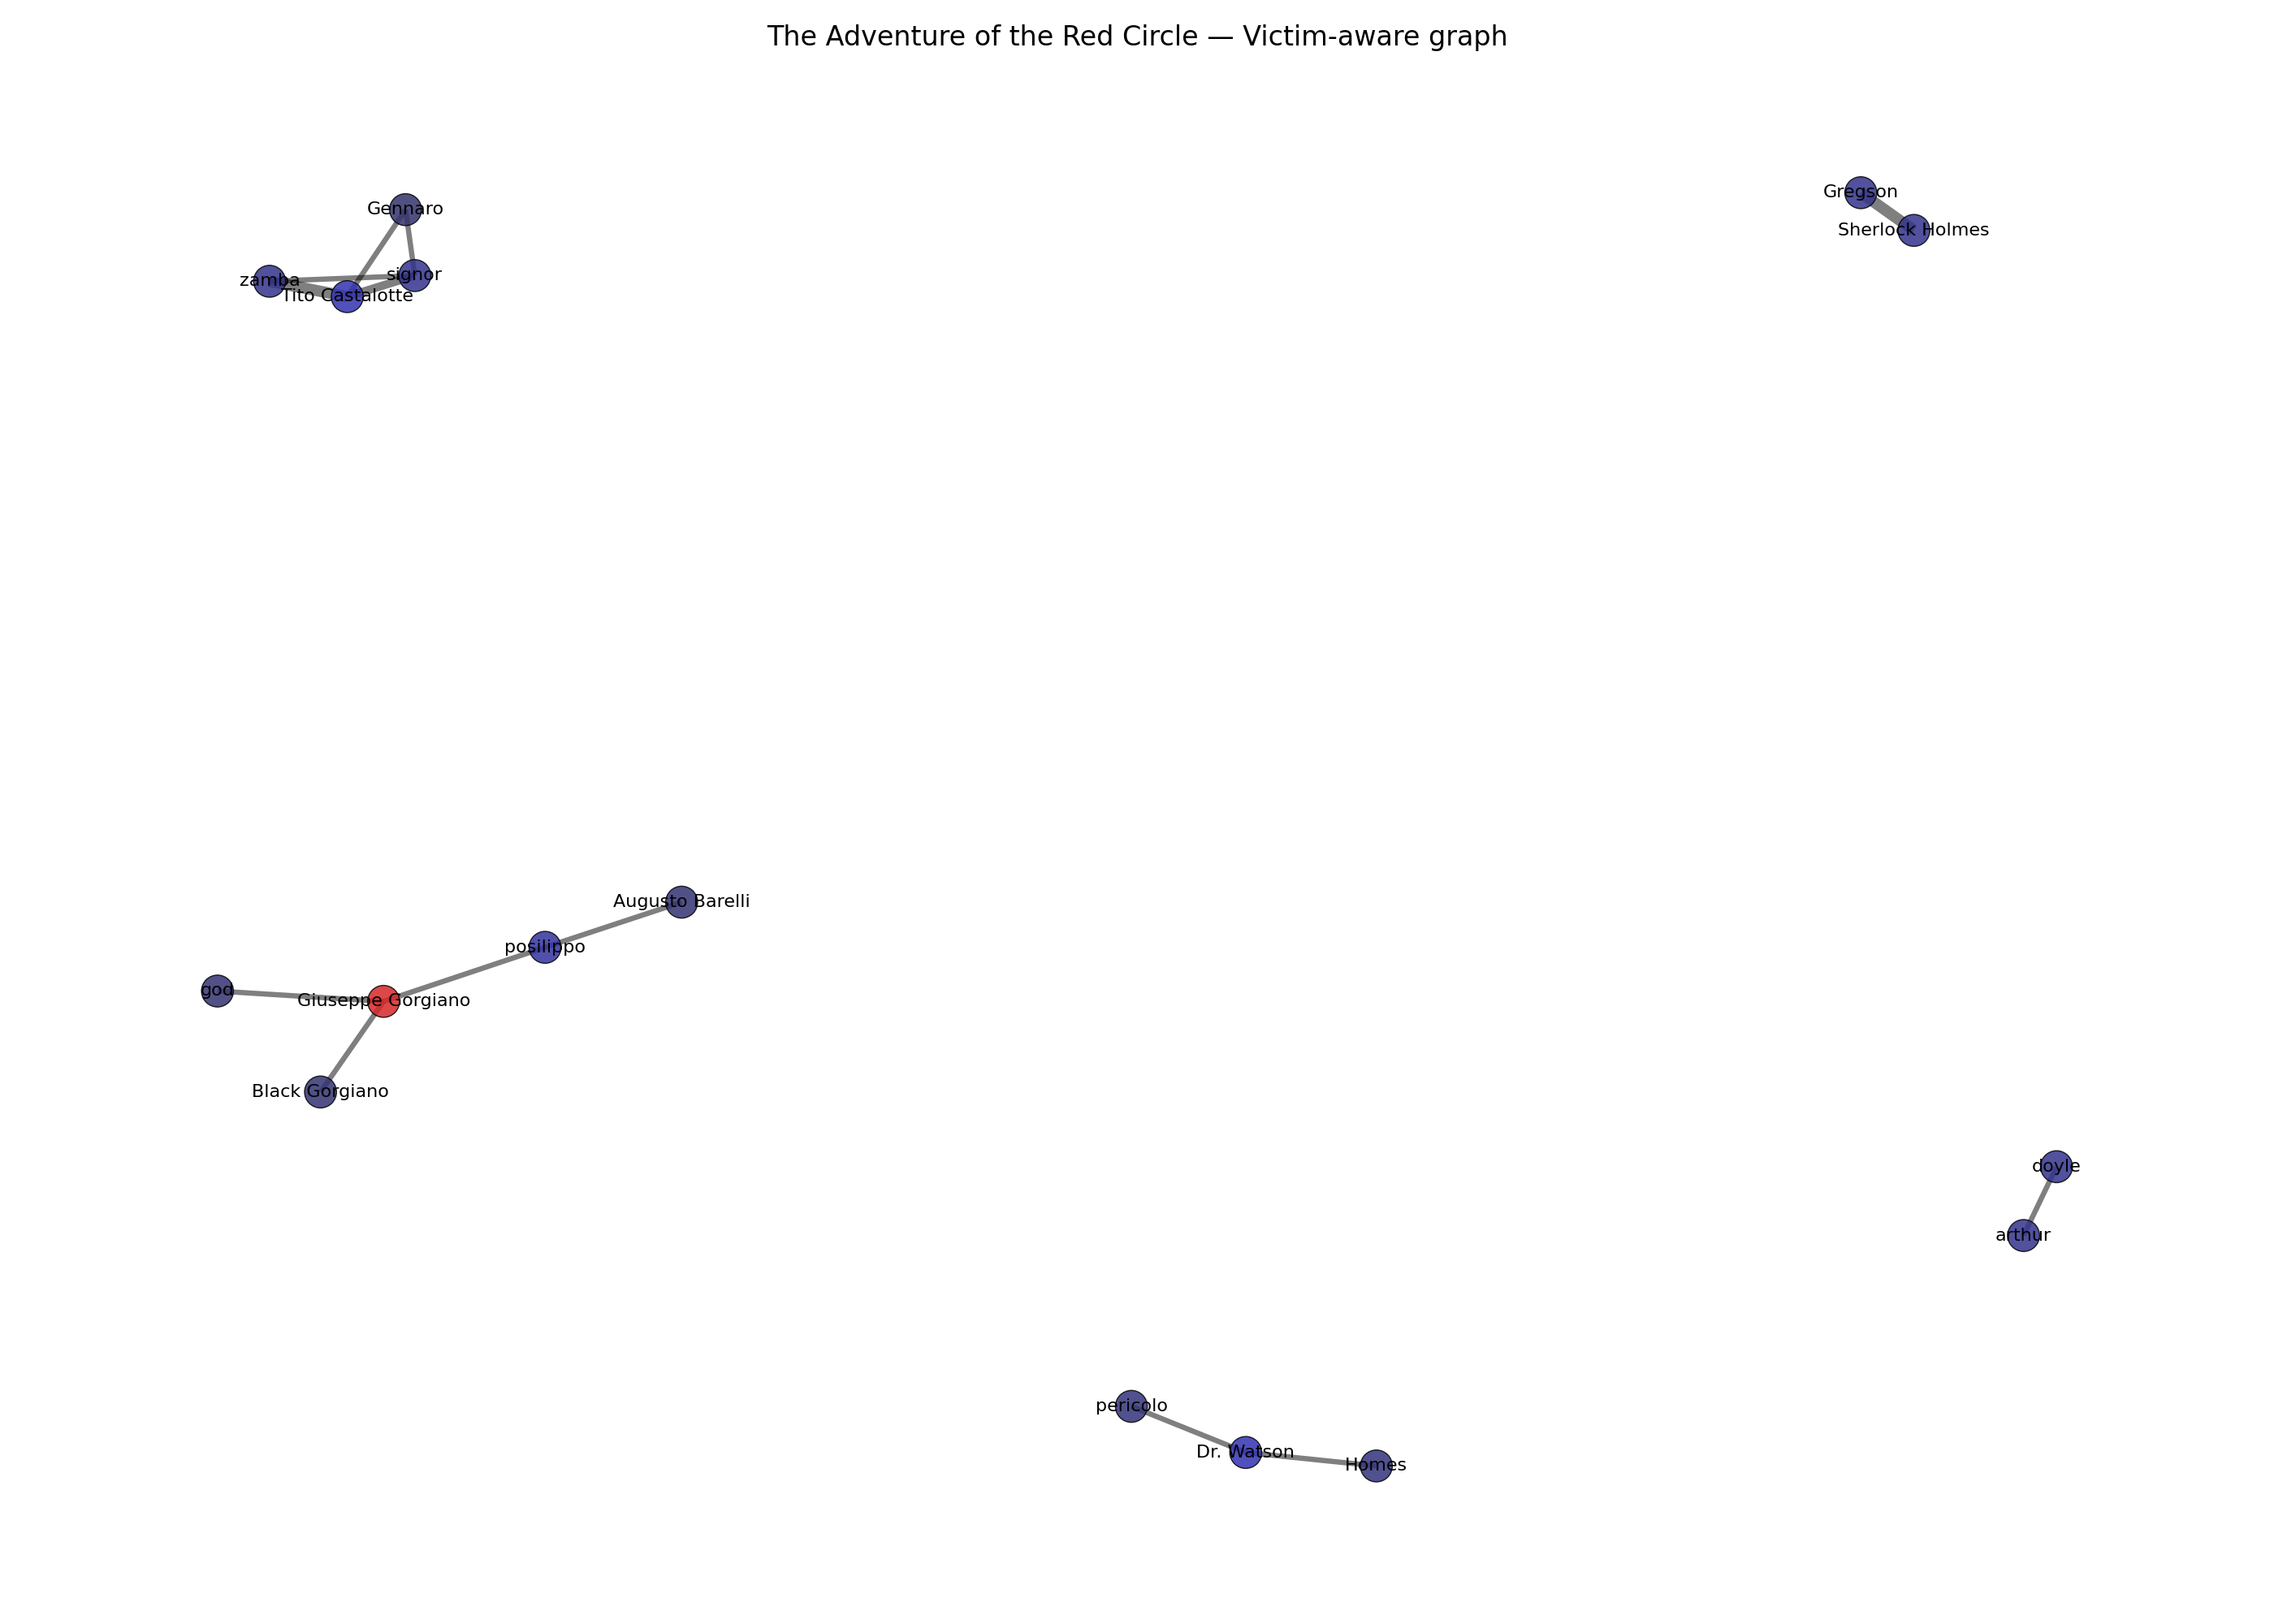 The Adventure of the Red Circle — Victim-aware graph
Gregson
Gennaro
Sherlock Holmes
signor
zamba
Tito Castalotte
Augusto Barelli
posilippo
god
Giuseppe Gorgiano
Black Gorgiano
doyle
arthur
pericolo
Dr. Watson
Homes